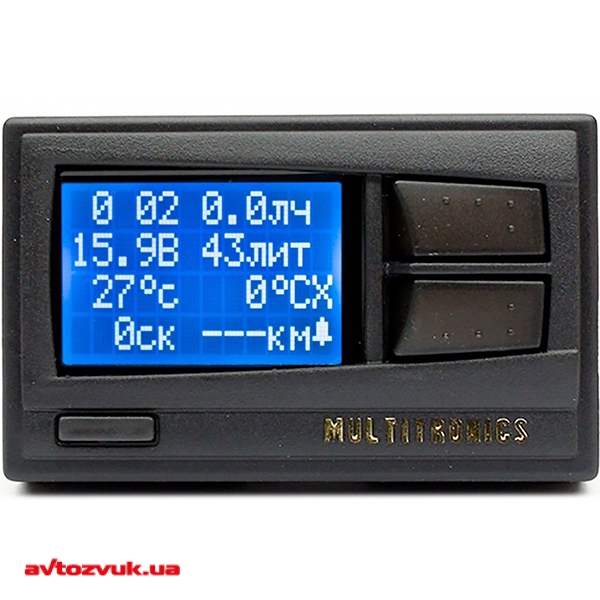 0 02 0.0лч
15.9В 43лит
27°с 0°СХ
0ск ---км
MULTITRONICS
avtozvuk.ua